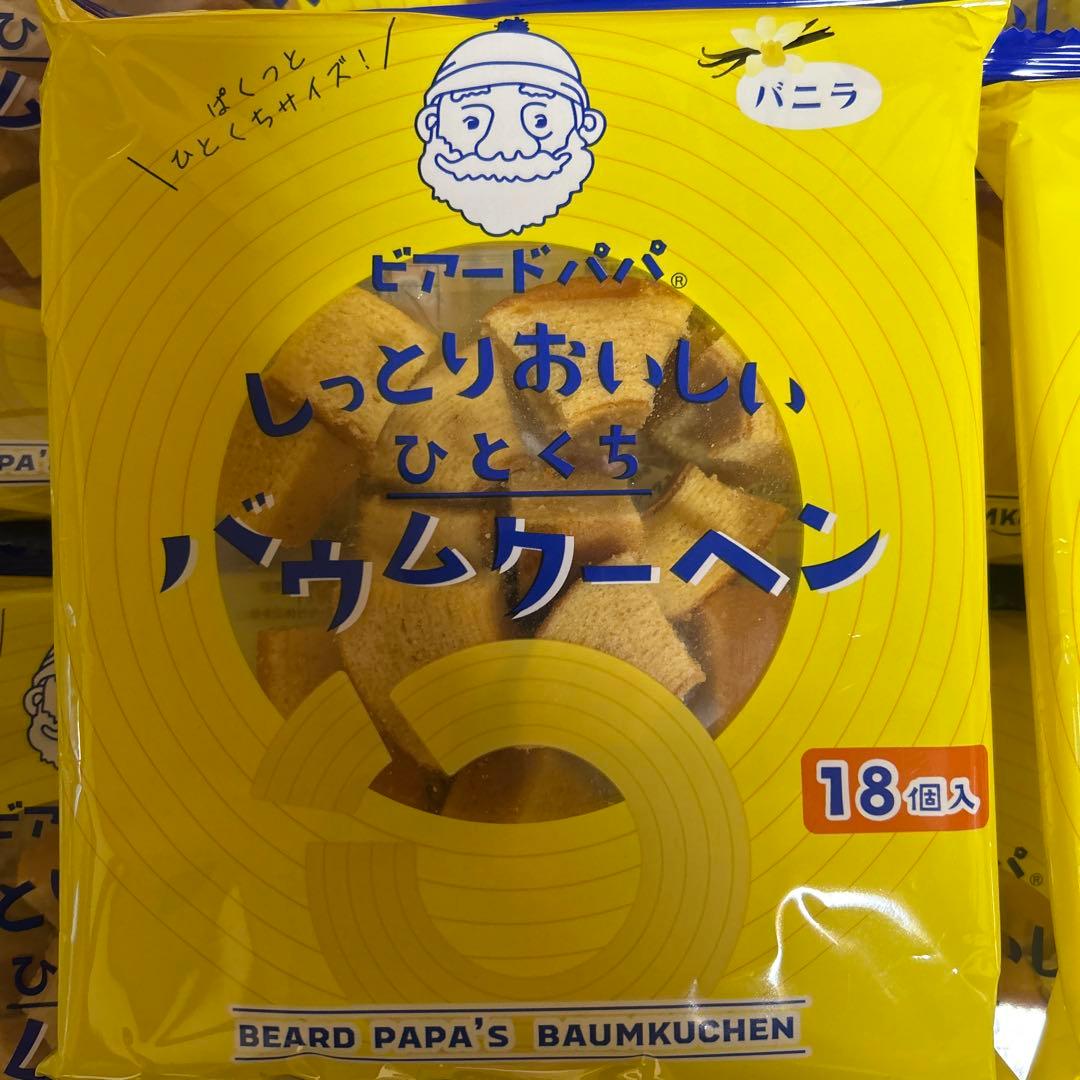 ぱくっと
ひとくちサイズ!
バニラ
ビアードパパ®
しっとりおいしい
ひとくち
バウムクーヘン
18個入
BEARD PAPA'S BAUMKUCHEN